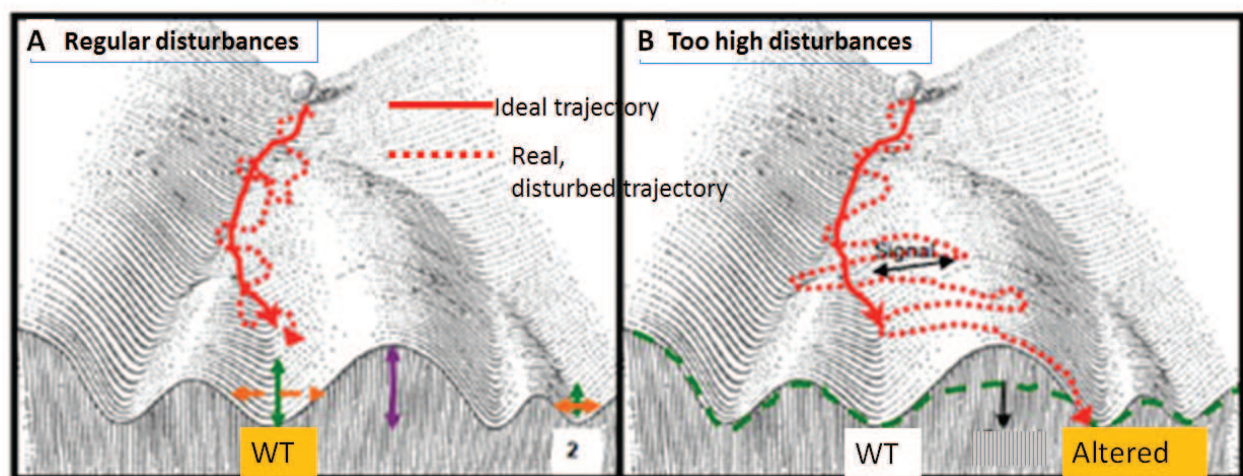 A Regular disturbances
B Too high disturbances
Ideal trajectory
Real,
disturbed trajectory
Signal
WT
2
WT
Altered